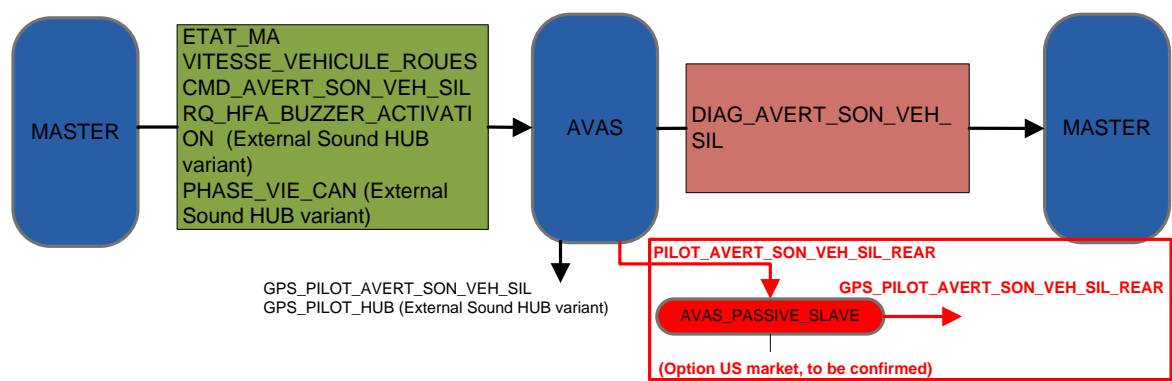 MASTER
ETAT_MA
VITESSE_VEHICULE_ROUES
CMD_AVERT_SON_VEH_SIL
RQ_HFA_BUZZER_ACTIVATI
ON (External Sound HUB
variant)
PHASE_VIE_CAN (External
Sound HUB variant)
AVAS
DIAG_AVERT_SON_VEH_
SIL
MASTER
GPS_PILOT_AVERT_SON_VEH_SIL
GPS_PILOT_HUB (External Sound HUB variant)
PILOT_AVERT_SON_VEH_SIL_REAR
GPS_PILOT_AVERT_SON_VEH_SIL_REAR
AVAS_PASSIVE_SLAVE
(Option US market, to be confirmed)